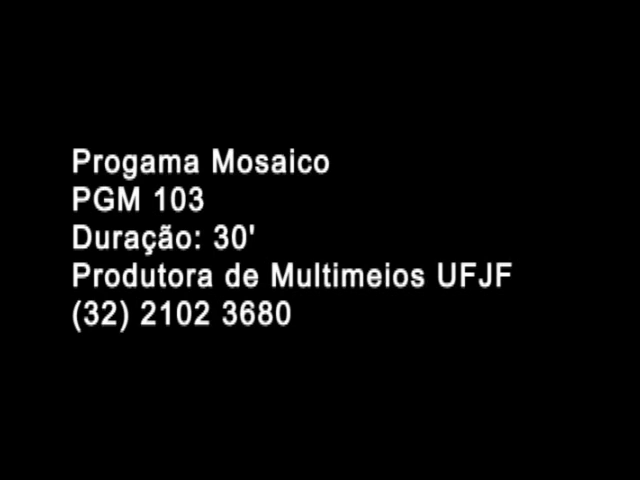 Progama Mosaico
PGM 103
Duração: 30'
Produtora de Multimeios UFJF
(32) 2102 3680